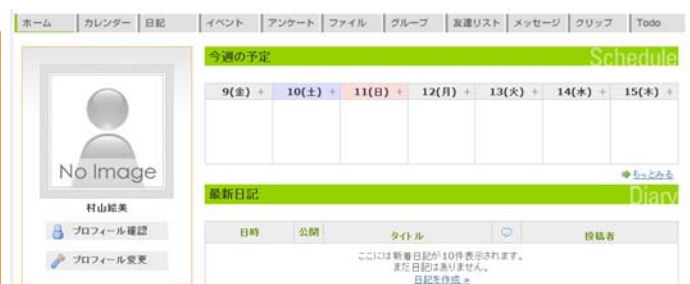 ホーム カレンダー 日記 イベント アンケート ファイル グループ 友達リスト メッセージ クリップ Todo
今週の予定 Schedule
9(金) + 10(土) + 11(日) + 12(月) + 13(火) + 14(水) + 15(木) +
No Image
もっとみる
最新日記 Diary
村山絵美
プロフィール確認
プロフィール変更
日時 公開 タイトル 投稿者
ここには新着日記が10件表示されます。
まだ日記はありません。
日記を作成 »